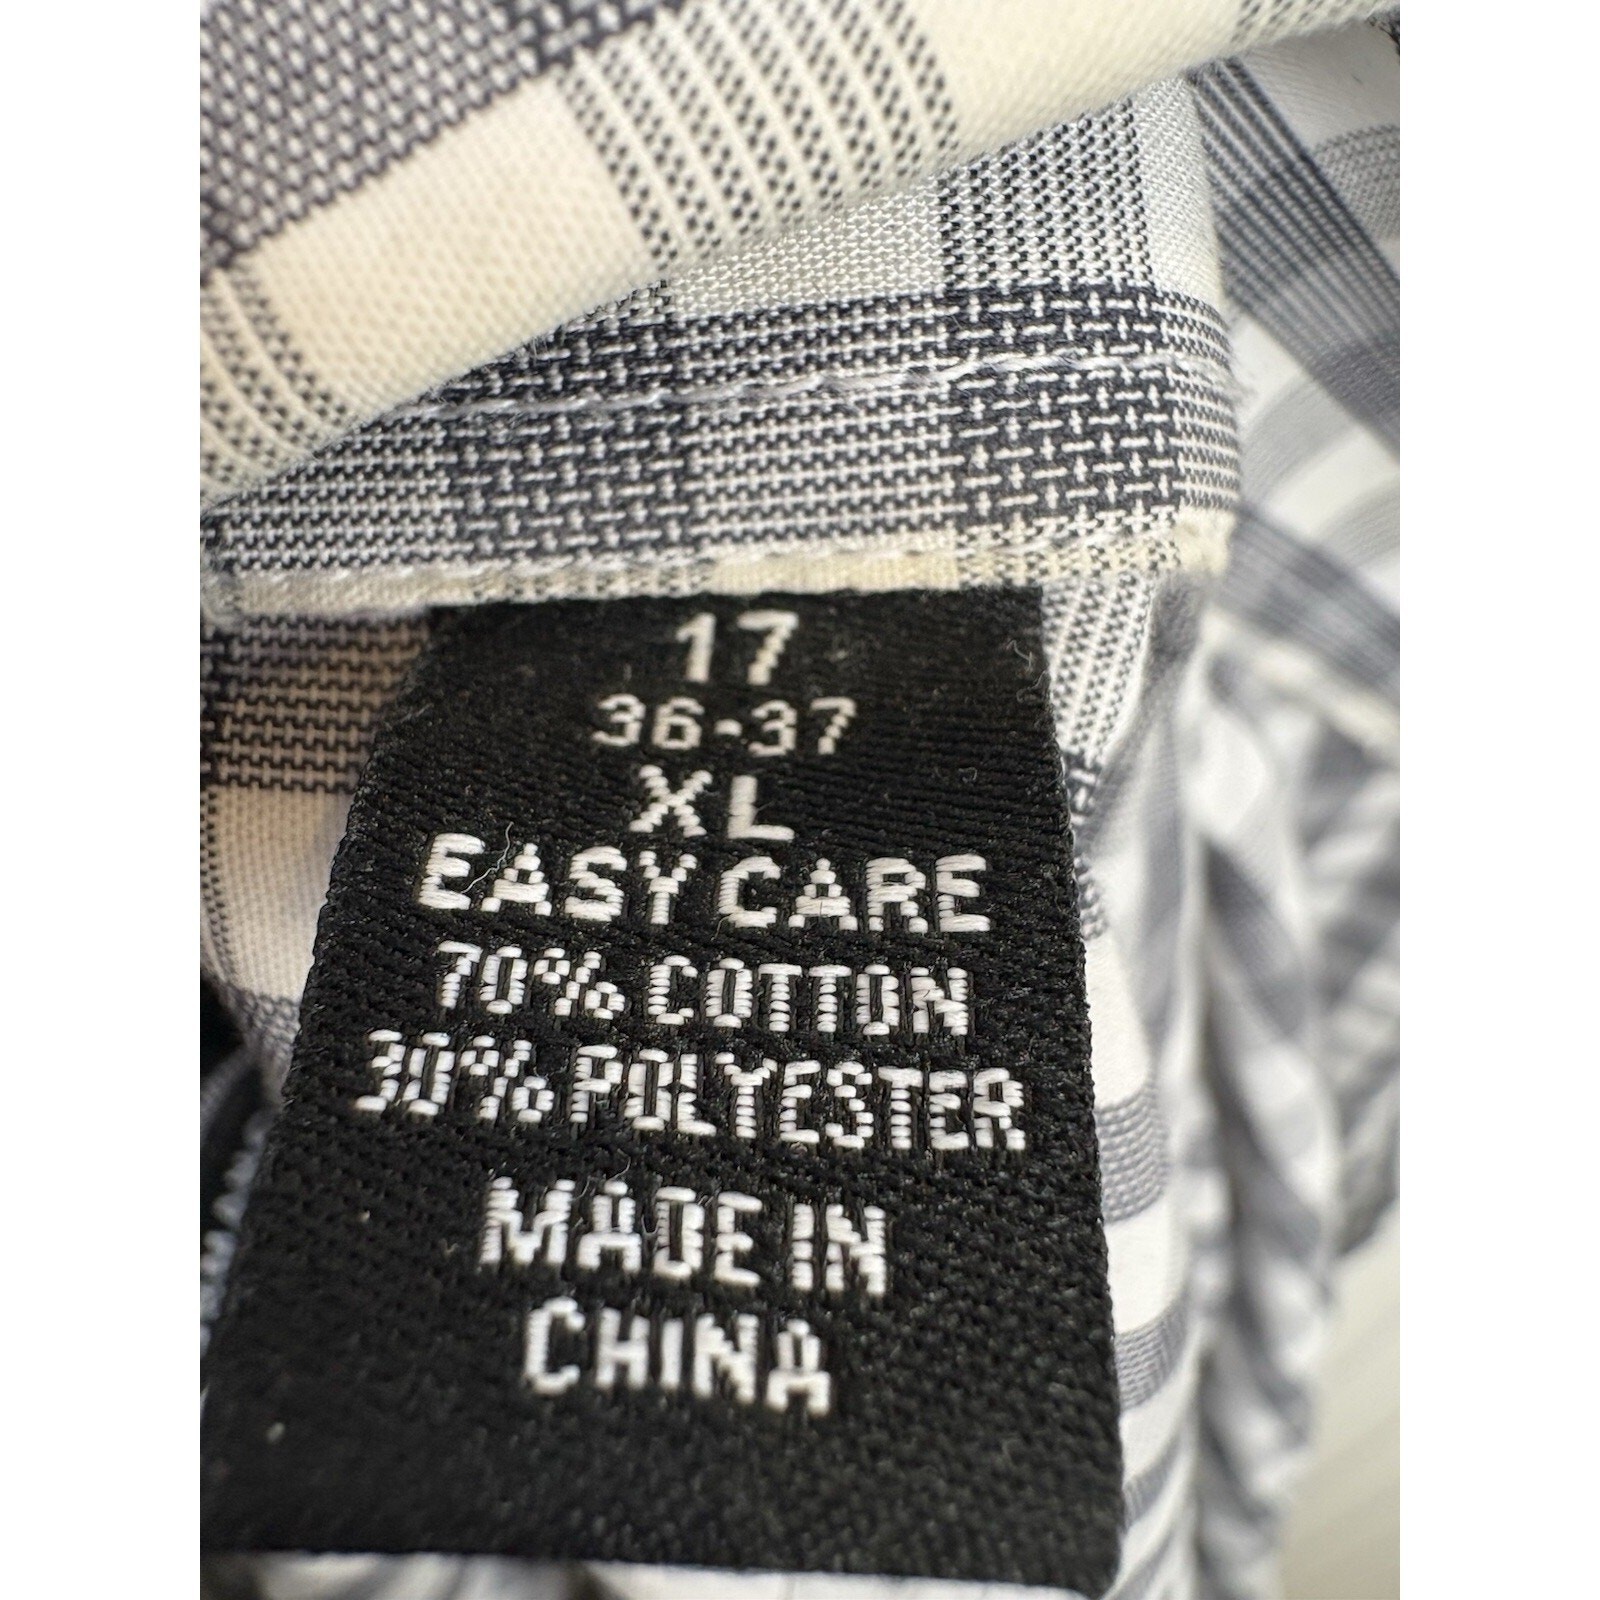 17
36-37
XL
EASY CARE
70% COTTON
30% POLYESTER
MADE IN
CHINA